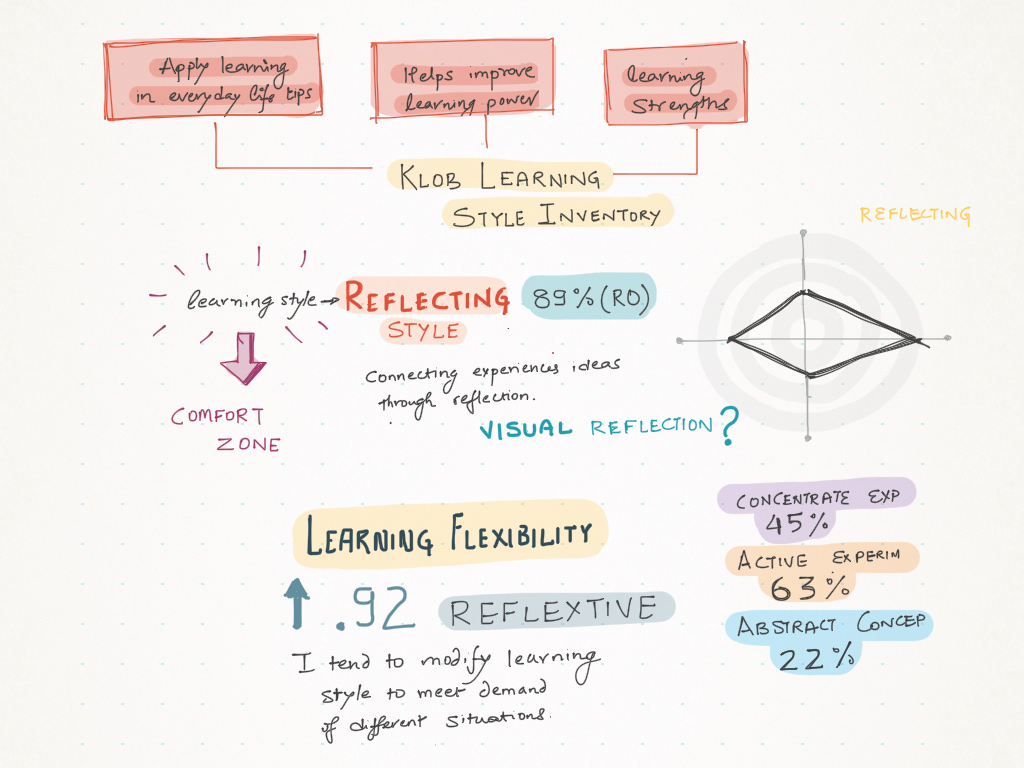 Apply learning
in everyday life tips
Helps improve
learning power
learning
Strengths
KLOB LEARNING
STYLE INVENTORY
REFLECTING
learning style → REFLECTING 89% (RO)
STYLE
Connecting experiences ideas
through reflection.
COMFORT
ZONE
VISUAL REFLECTION ?
LEARNING FLEXIBILITY
.92 REFLEXTIVE
I tend to modify learning
style to meet demand
of different situations.
CONCENTRATE EXP
45%
ACTIVE EXPERIM
63%
ABSTRACT CONCEP
22%